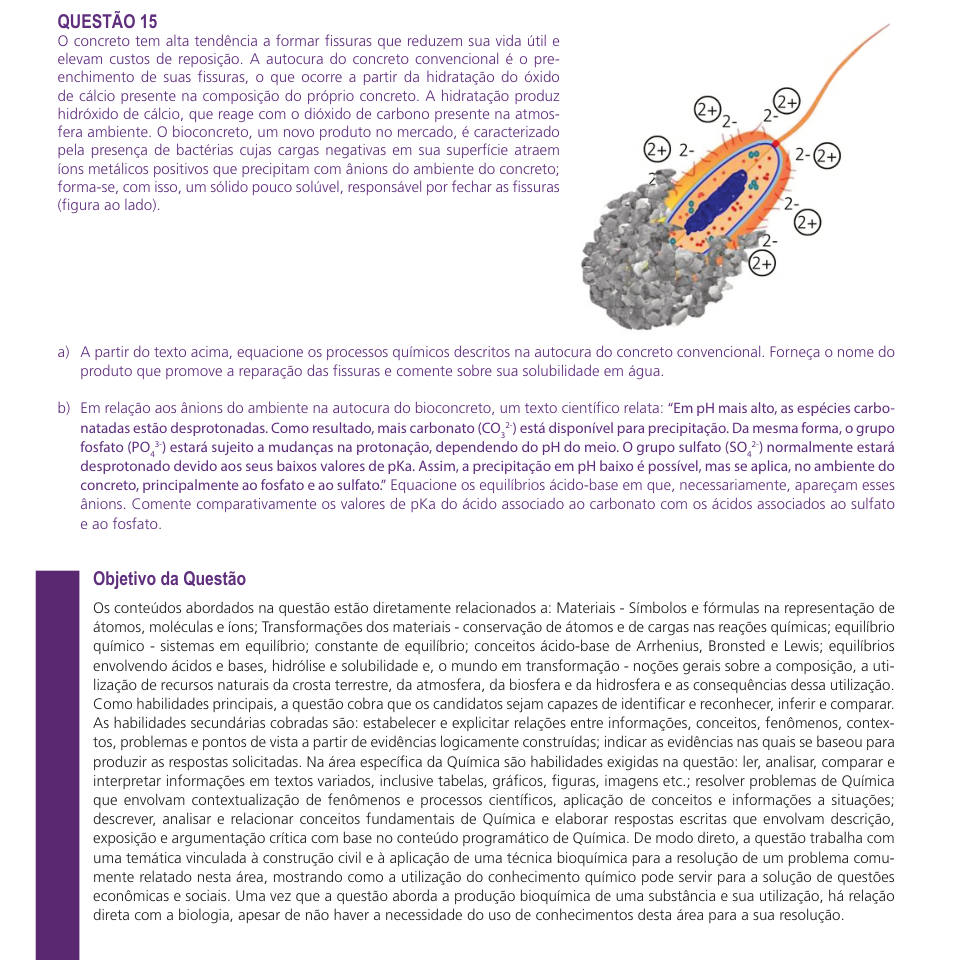 QUESTÃO 15
O concreto tem alta tendência a formar fissuras que reduzem sua vida útil e
elevam custos de reposição. A autocura do concreto convencional é o pre-
enchimento de suas fissuras, o que ocorre a partir da hidratação do óxido
de cálcio presente na composição do próprio concreto. A hidratação produz
hidróxido de cálcio, que reage com o dióxido de carbono presente na atmos-
fera ambiente. O bioconcreto, um novo produto no mercado, é caracterizado
pela presença de bactérias cujas cargas negativas em sua superfície atraem
íons metálicos positivos que precipitam com ânions do ambiente do concreto;
forma-se, com isso, um sólido pouco solúvel, responsável por fechar as fissuras
(figura ao lado).
2+ 2- 2- 2+
2+ 2- 2- 2+
2-
2- 2+
2-
2+
a) A partir do texto acima, equacione os processos químicos descritos na autocura do concreto convencional. Forneça o nome do
produto que promove a reparação das fissuras e comente sobre sua solubilidade em água.
b) Em relação aos ânions do ambiente na autocura do bioconcreto, um texto científico relata: “Em pH mais alto, as espécies carbo-
natadas estão desprotonadas. Como resultado, mais carbonato (CO₃²⁻) está disponível para precipitação. Da mesma forma, o grupo
fosfato (PO₄³⁻) estará sujeito a mudanças na protonação, dependendo do pH do meio. O grupo sulfato (SO₄²⁻) normalmente estará
desprotonado devido aos seus baixos valores de pKa. Assim, a precipitação em pH baixo é possível, mas se aplica, no ambiente do
concreto, principalmente ao fosfato e ao sulfato.” Equacione os equilíbrios ácido-base em que, necessariamente, apareçam esses
ânions. Comente comparativamente os valores de pKa do ácido associado ao carbonato com os ácidos associados ao sulfato
e ao fosfato.
Objetivo da Questão
Os conteúdos abordados na questão estão diretamente relacionados a: Materiais - Símbolos e fórmulas na representação de
átomos, moléculas e íons; Transformações dos materiais - conservação de átomos e de cargas nas reações químicas; equilíbrio
químico - sistemas em equilíbrio; constante de equilíbrio; conceitos ácido-base de Arrhenius, Bronsted e Lewis; equilíbrios
envolvendo ácidos e bases, hidrólise e solubilidade e, o mundo em transformação - noções gerais sobre a composição, a uti-
lização de recursos naturais da crosta terrestre, da atmosfera, da biosfera e da hidrosfera e as consequências dessa utilização.
Como habilidades principais, a questão cobra que os candidatos sejam capazes de identificar e reconhecer, inferir e comparar.
As habilidades secundárias cobradas são: estabelecer e explicitar relações entre informações, conceitos, fenômenos, contex-
tos, problemas e pontos de vista a partir de evidências logicamente construídas; indicar as evidências nas quais se baseou para
produzir as respostas solicitadas. Na área específica da Química são habilidades exigidas na questão: ler, analisar, comparar e
interpretar informações em textos variados, inclusive tabelas, gráficos, figuras, imagens etc.; resolver problemas de Química
que envolvam contextualização de fenômenos e processos científicos, aplicação de conceitos e informações a situações;
descrever, analisar e relacionar conceitos fundamentais de Química e elaborar respostas escritas que envolvam descrição,
exposição e argumentação crítica com base no conteúdo programático de Química. De modo direto, a questão trabalha com
uma temática vinculada à construção civil e à aplicação de uma técnica bioquímica para a resolução de um problema comu-
mente relatado nesta área, mostrando como a utilização do conhecimento químico pode servir para a solução de questões
econômicas e sociais. Uma vez que a questão aborda a produção bioquímica de uma substância e sua utilização, há relação
direta com a biologia, apesar de não haver a necessidade do uso de conhecimentos desta área para a sua resolução.